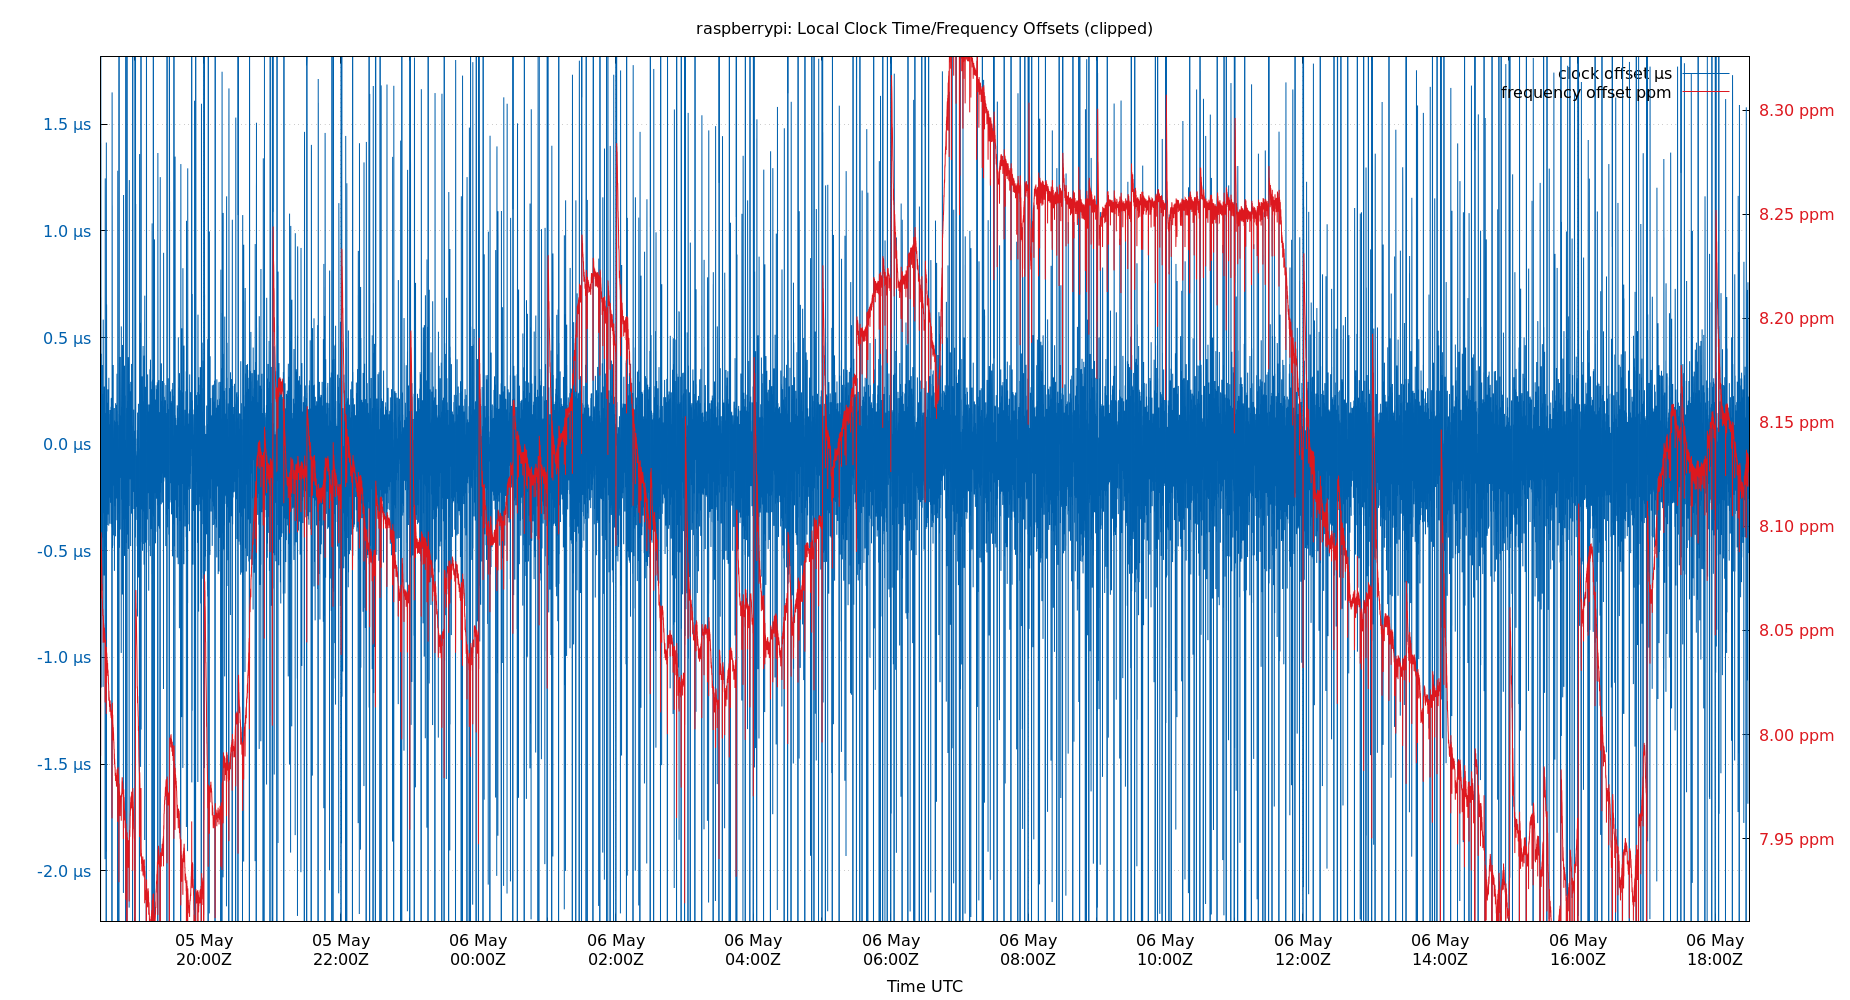 raspberrypi: Local Clock Time/Frequency Offsets (clipped)
clock offset µs
frequency offset ppm
1.5 µs
1.0 µs
0.5 µs
0.0 µs
-0.5 µs
-1.0 µs
-1.5 µs
-2.0 µs
8.30 ppm
8.25 ppm
8.20 ppm
8.15 ppm
8.10 ppm
8.05 ppm
8.00 ppm
7.95 ppm
05 May 05 May 06 May 06 May 06 May 06 May 06 May 06 May 06 May 06 May 06 May 06 May
20:00Z 22:00Z 00:00Z 02:00Z 04:00Z 06:00Z 08:00Z 10:00Z 12:00Z 14:00Z 16:00Z 18:00Z
Time UTC